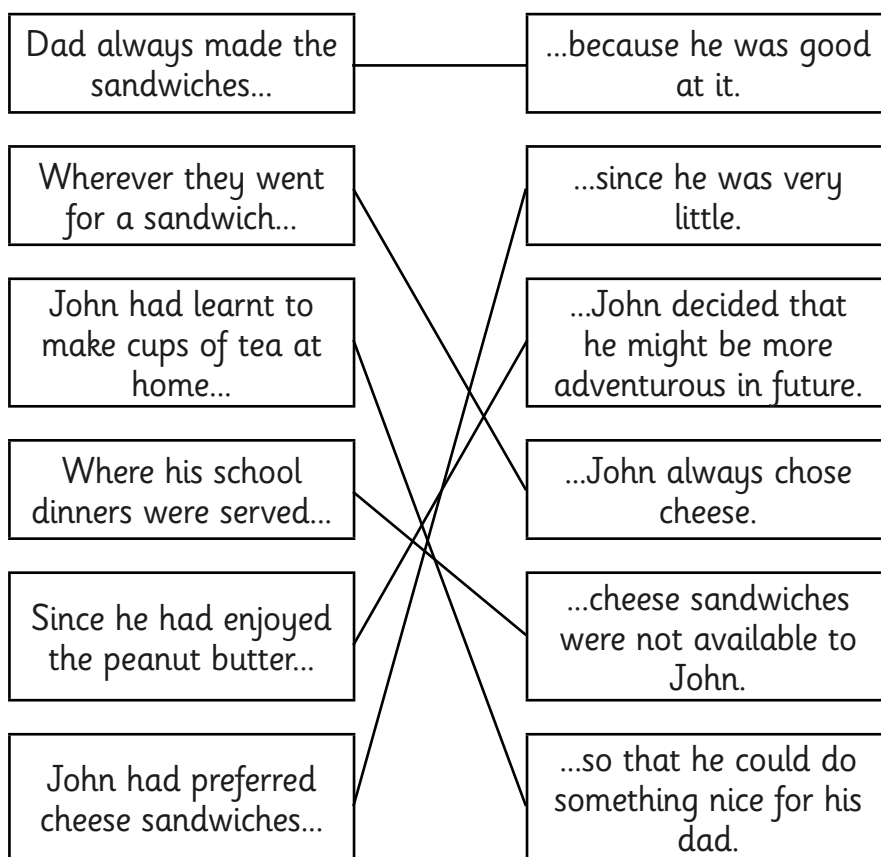 Dad always made the
sandwiches...
...because he was good
at it.
Wherever they went
for a sandwich...
...since he was very
little.
John had learnt to
make cups of tea at
home...
...John decided that
he might be more
adventurous in future.
Where his school
dinners were served...
...John always chose
cheese.
Since he had enjoyed
the peanut butter...
...cheese sandwiches
were not available to
John.
John had preferred
cheese sandwiches...
...so that he could do
something nice for his
dad.